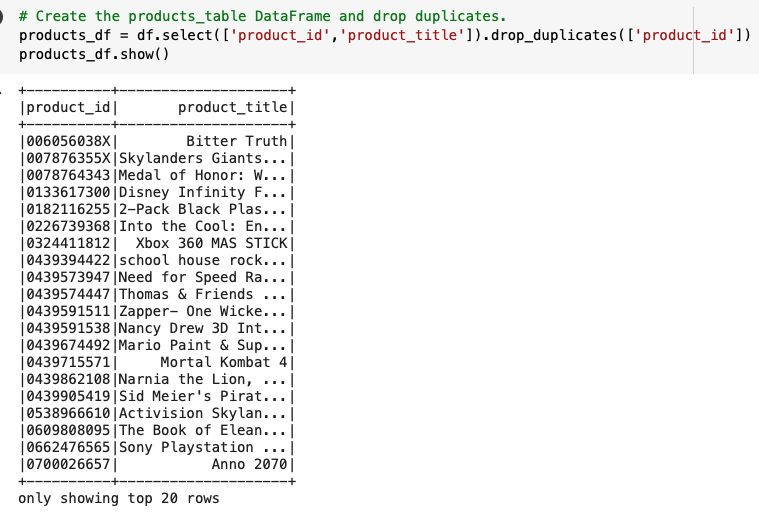 # Create the products_table DataFrame and drop duplicates.
products_df = df.select(['product_id','product_title']).drop_duplicates(['product_id'])
products_df.show()
+----------+--------------------+
|product_id|       product_title|
+----------+--------------------+
|006056038X|        Bitter Truth|
|007876355X|Skylanders Giants...|
|0078764343|Medal of Honor: W...|
|0133617300|Disney Infinity F...|
|0182116255|2-Pack Black Plas...|
|0226739368|Into the Cool: En...|
|0324411812|  Xbox 360 MAS STICK|
|0439394422|school house rock...|
|0439573947|Need for Speed Ra...|
|0439574447|Thomas & Friends ...|
|0439591511|Zapper- One Wicke...|
|0439591538|Nancy Drew 3D Int...|
|0439674492|Mario Paint & Sup...|
|0439715571|     Mortal Kombat 4|
|0439862108|Narnia the Lion, ...|
|0439905419|Sid Meier's Pirat...|
|0538966610|Activision Skylan...|
|0609808095|The Book of Elean...|
|0662476565|Sony Playstation ...|
|0700026657|           Anno 2070|
+----------+--------------------+
only showing top 20 rows